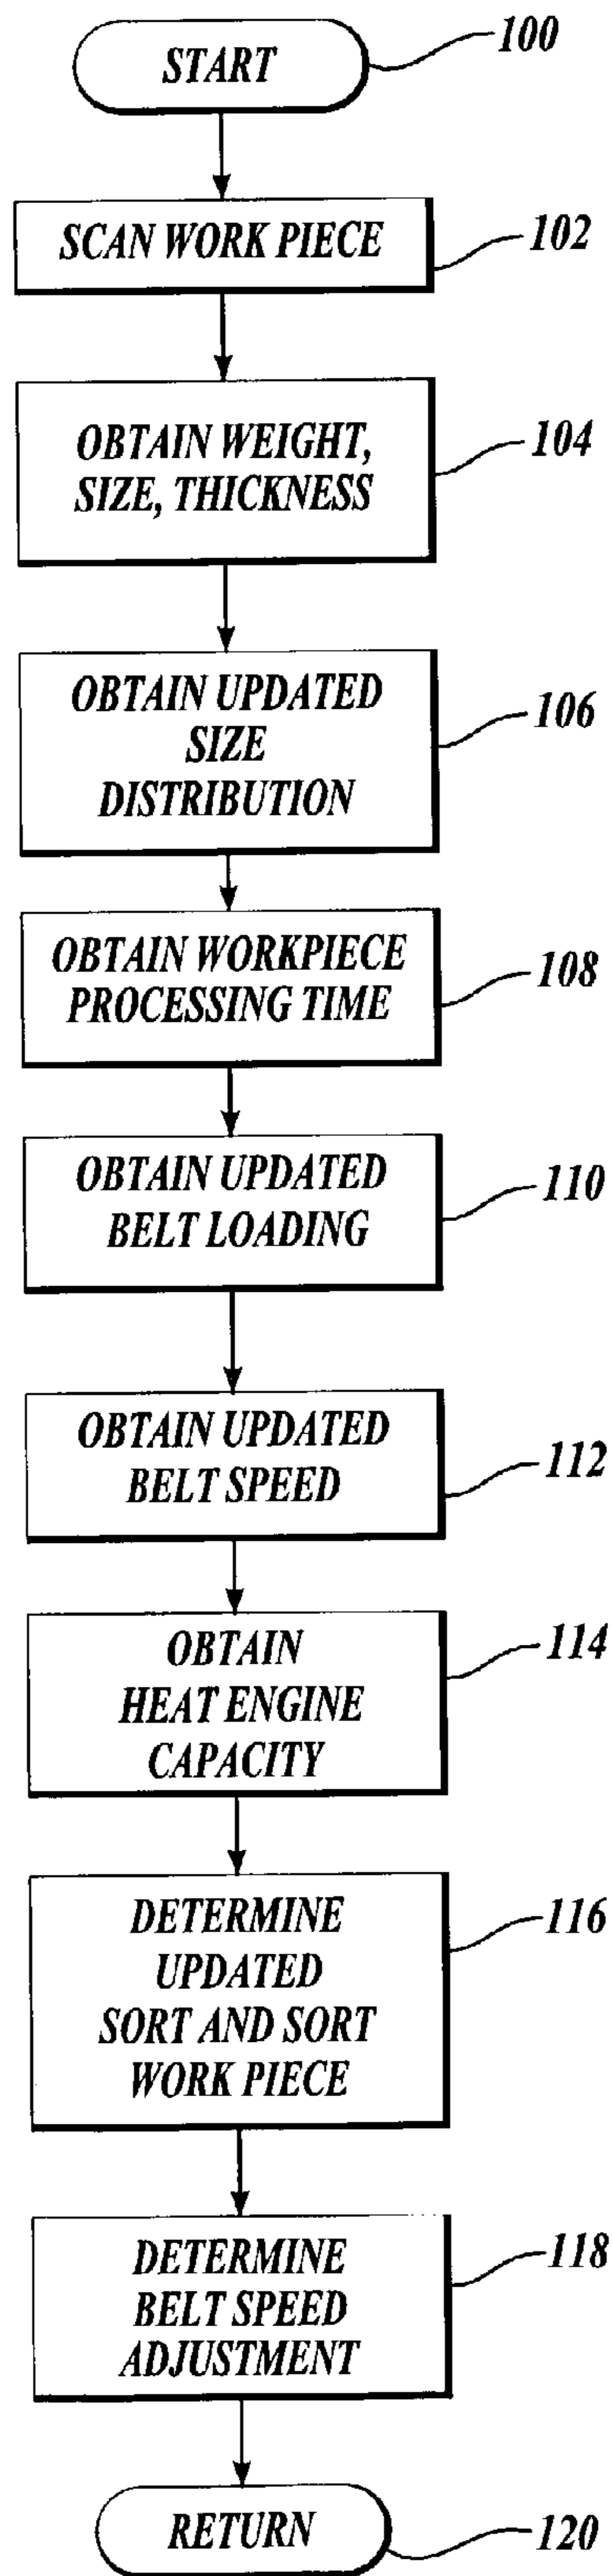 START
100
SCAN WORK PIECE
102
OBTAIN WEIGHT,
SIZE, THICKNESS
104
OBTAIN UPDATED
SIZE
DISTRIBUTION
106
OBTAIN WORKPIECE
PROCESSING TIME
108
OBTAIN UPDATED
BELT LOADING
110
OBTAIN UPDATED
BELT SPEED
112
OBTAIN
HEAT ENGINE
CAPACITY
114
DETERMINE
UPDATED
SORT AND SORT
WORK PIECE
116
DETERMINE
BELT SPEED
ADJUSTMENT
118
RETURN
120